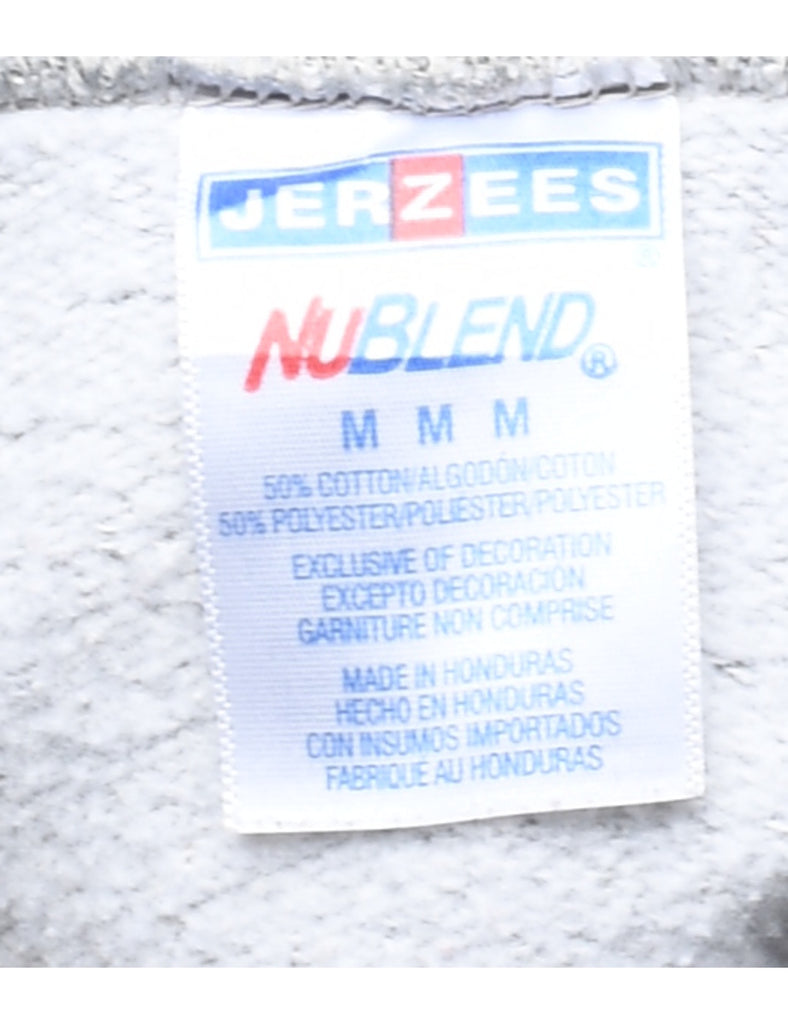 JERZEES
®
NUBLEND®
M M M
50% COTTON/ALGODÓN/COTON
50% POLYESTER/POLIÉSTER/POLYESTER
EXCLUSIVE OF DECORATION
EXCEPTO DECORACIÓN
GARNITURE NON COMPRISE
MADE IN HONDURAS
HECHO EN HONDURAS
CON INSUMOS IMPORTADOS
FABRIQUE AU HONDURAS